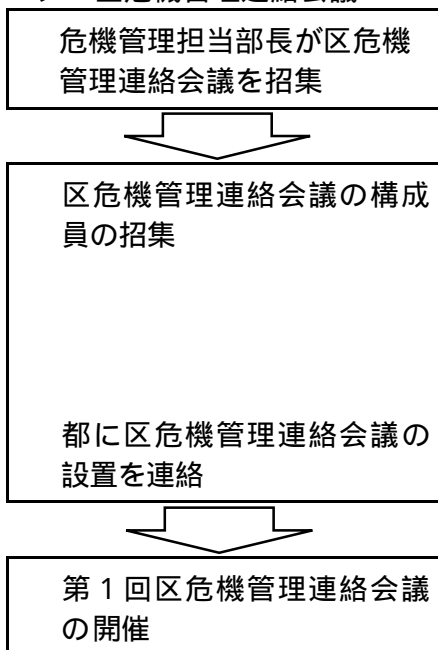 危機管理担当部長が区危機
管理連絡会議を招集
区危機管理連絡会議の構成
員の招集
都に区危機管理連絡会議の
設置を連絡
第１回区危機管理連絡会議
の開催